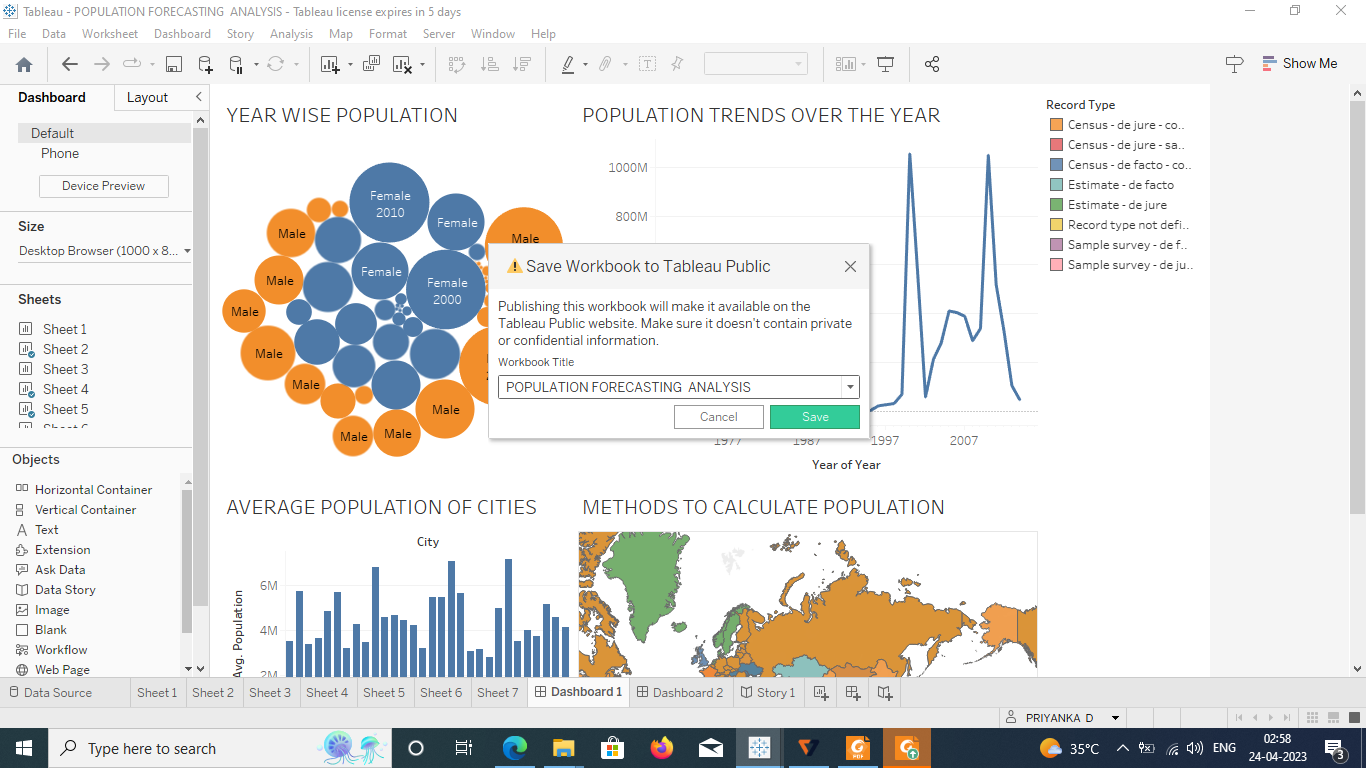 Tableau - POPULATION FORECASTING  ANALYSIS - Tableau license expires in 5 days
File Data Worksheet Dashboard Story Analysis Map Format Server Window Help
Show Me
Dashboard Layout
Default
Phone
Device Preview
Size
Desktop Browser (1000 x 8...
Sheets
Sheet 1
Sheet 2
Sheet 3
Sheet 4
Sheet 5
Objects
Horizontal Container
Vertical Container
Text
Extension
Ask Data
Data Story
Image
Blank
Workflow
Web Page
YEAR WISE POPULATION
Female
2010
Female
Male
Male
Female
Male
Female
2000
Male
Male
Male
Male
Male
Male
POPULATION TRENDS OVER THE YEAR
1000M
800M
1977 1987 1997 2007
Year of Year
Record Type
Census - de jure - co..
Census - de jure - sa..
Census - de facto - co..
Estimate - de facto
Estimate - de jure
Record type not defi..
Sample survey - de f..
Sample survey - de ju..
Save Workbook to Tableau Public
Publishing this workbook will make it available on the
Tableau Public website. Make sure it doesn't contain private
or confidential information.
Workbook Title
POPULATION FORECASTING  ANALYSIS
Cancel Save
AVERAGE POPULATION OF CITIES
City
Avg. Population
6M
4M
2M
METHODS TO CALCULATE POPULATION
Data Source Sheet 1 Sheet 2 Sheet 3 Sheet 4 Sheet 5 Sheet 6 Sheet 7 Dashboard 1 Dashboard 2 Story 1
PRIYANKA D
Type here to search
PDF
35°C
ENG
02:58
24-04-2023
3